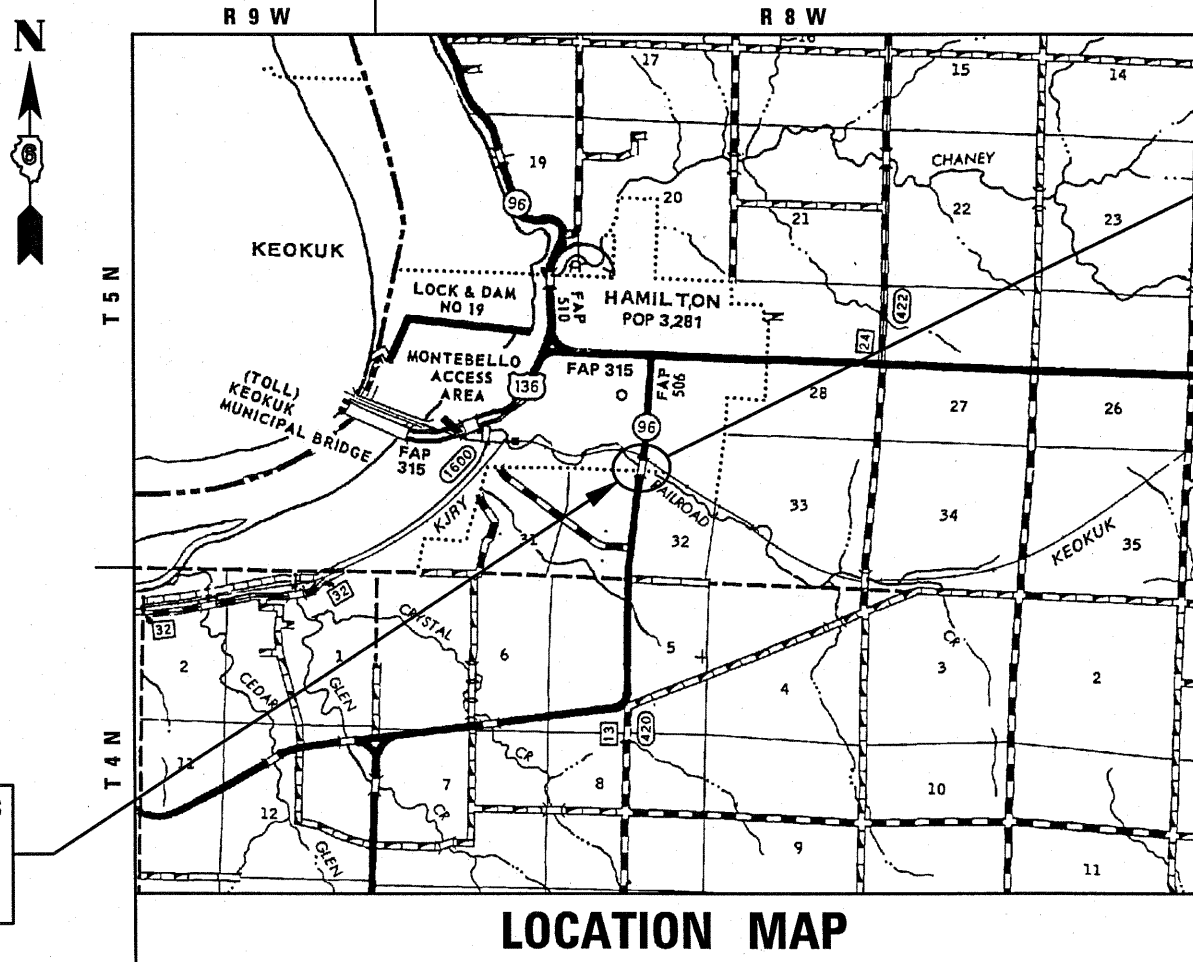 R 9 W
R 8 W
N
6
17
16
15
14
19
CHANEY
96
20
21
22
23
KEOKUK
T 5 N
LOCK & DAM
NO 19
FAP
510
HAMILTON
POP 3,281
N
422
24
MONTEBELLO
ACCESS
AREA
136
FAP 315
FAP
506
28
27
26
(TOLL)
KEOKUK
MUNICIPAL BRIDGE
FAP
315
1600
96
KJRY
RAILROAD
33
34
KEOKUK
35
31
32
32
32
CRYSTAL
2
1
6
5
4
3
CR
2
CEDAR
GLEN
T 4 N
13
420
11
7
CR
8
10
12
CR
GLEN
9
11
LOCATION MAP